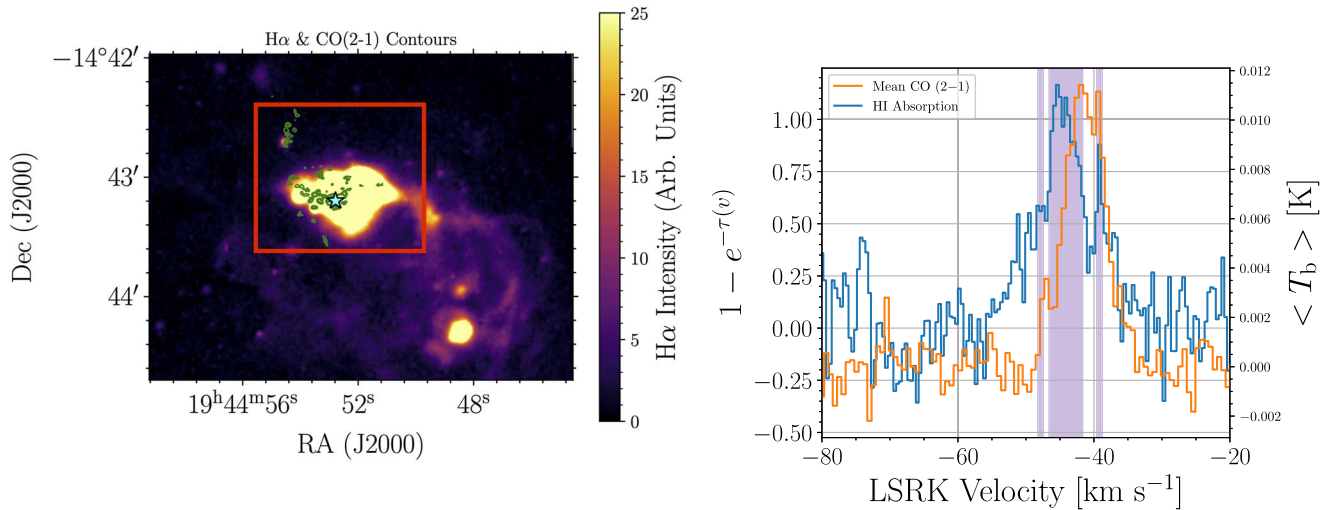 Hα & CO(2-1) Contours
−14°42′
43′
44′
Dec (J2000)
19ʰ44ᵐ56ˢ
52ˢ
48ˢ
RA (J2000)
25
20
15
10
5
0
Hα Intensity (Arb. Units)
Mean CO (2−1)
HI Absorption
1.00
0.75
0.50
0.25
0.00
−0.25
−0.50
1 − e^{−τ(v)}
−80
−60
−40
−20
LSRK Velocity [km s⁻¹]
0.012
0.010
0.008
0.006
0.004
0.002
0.000
−0.002
< T_b > [K]